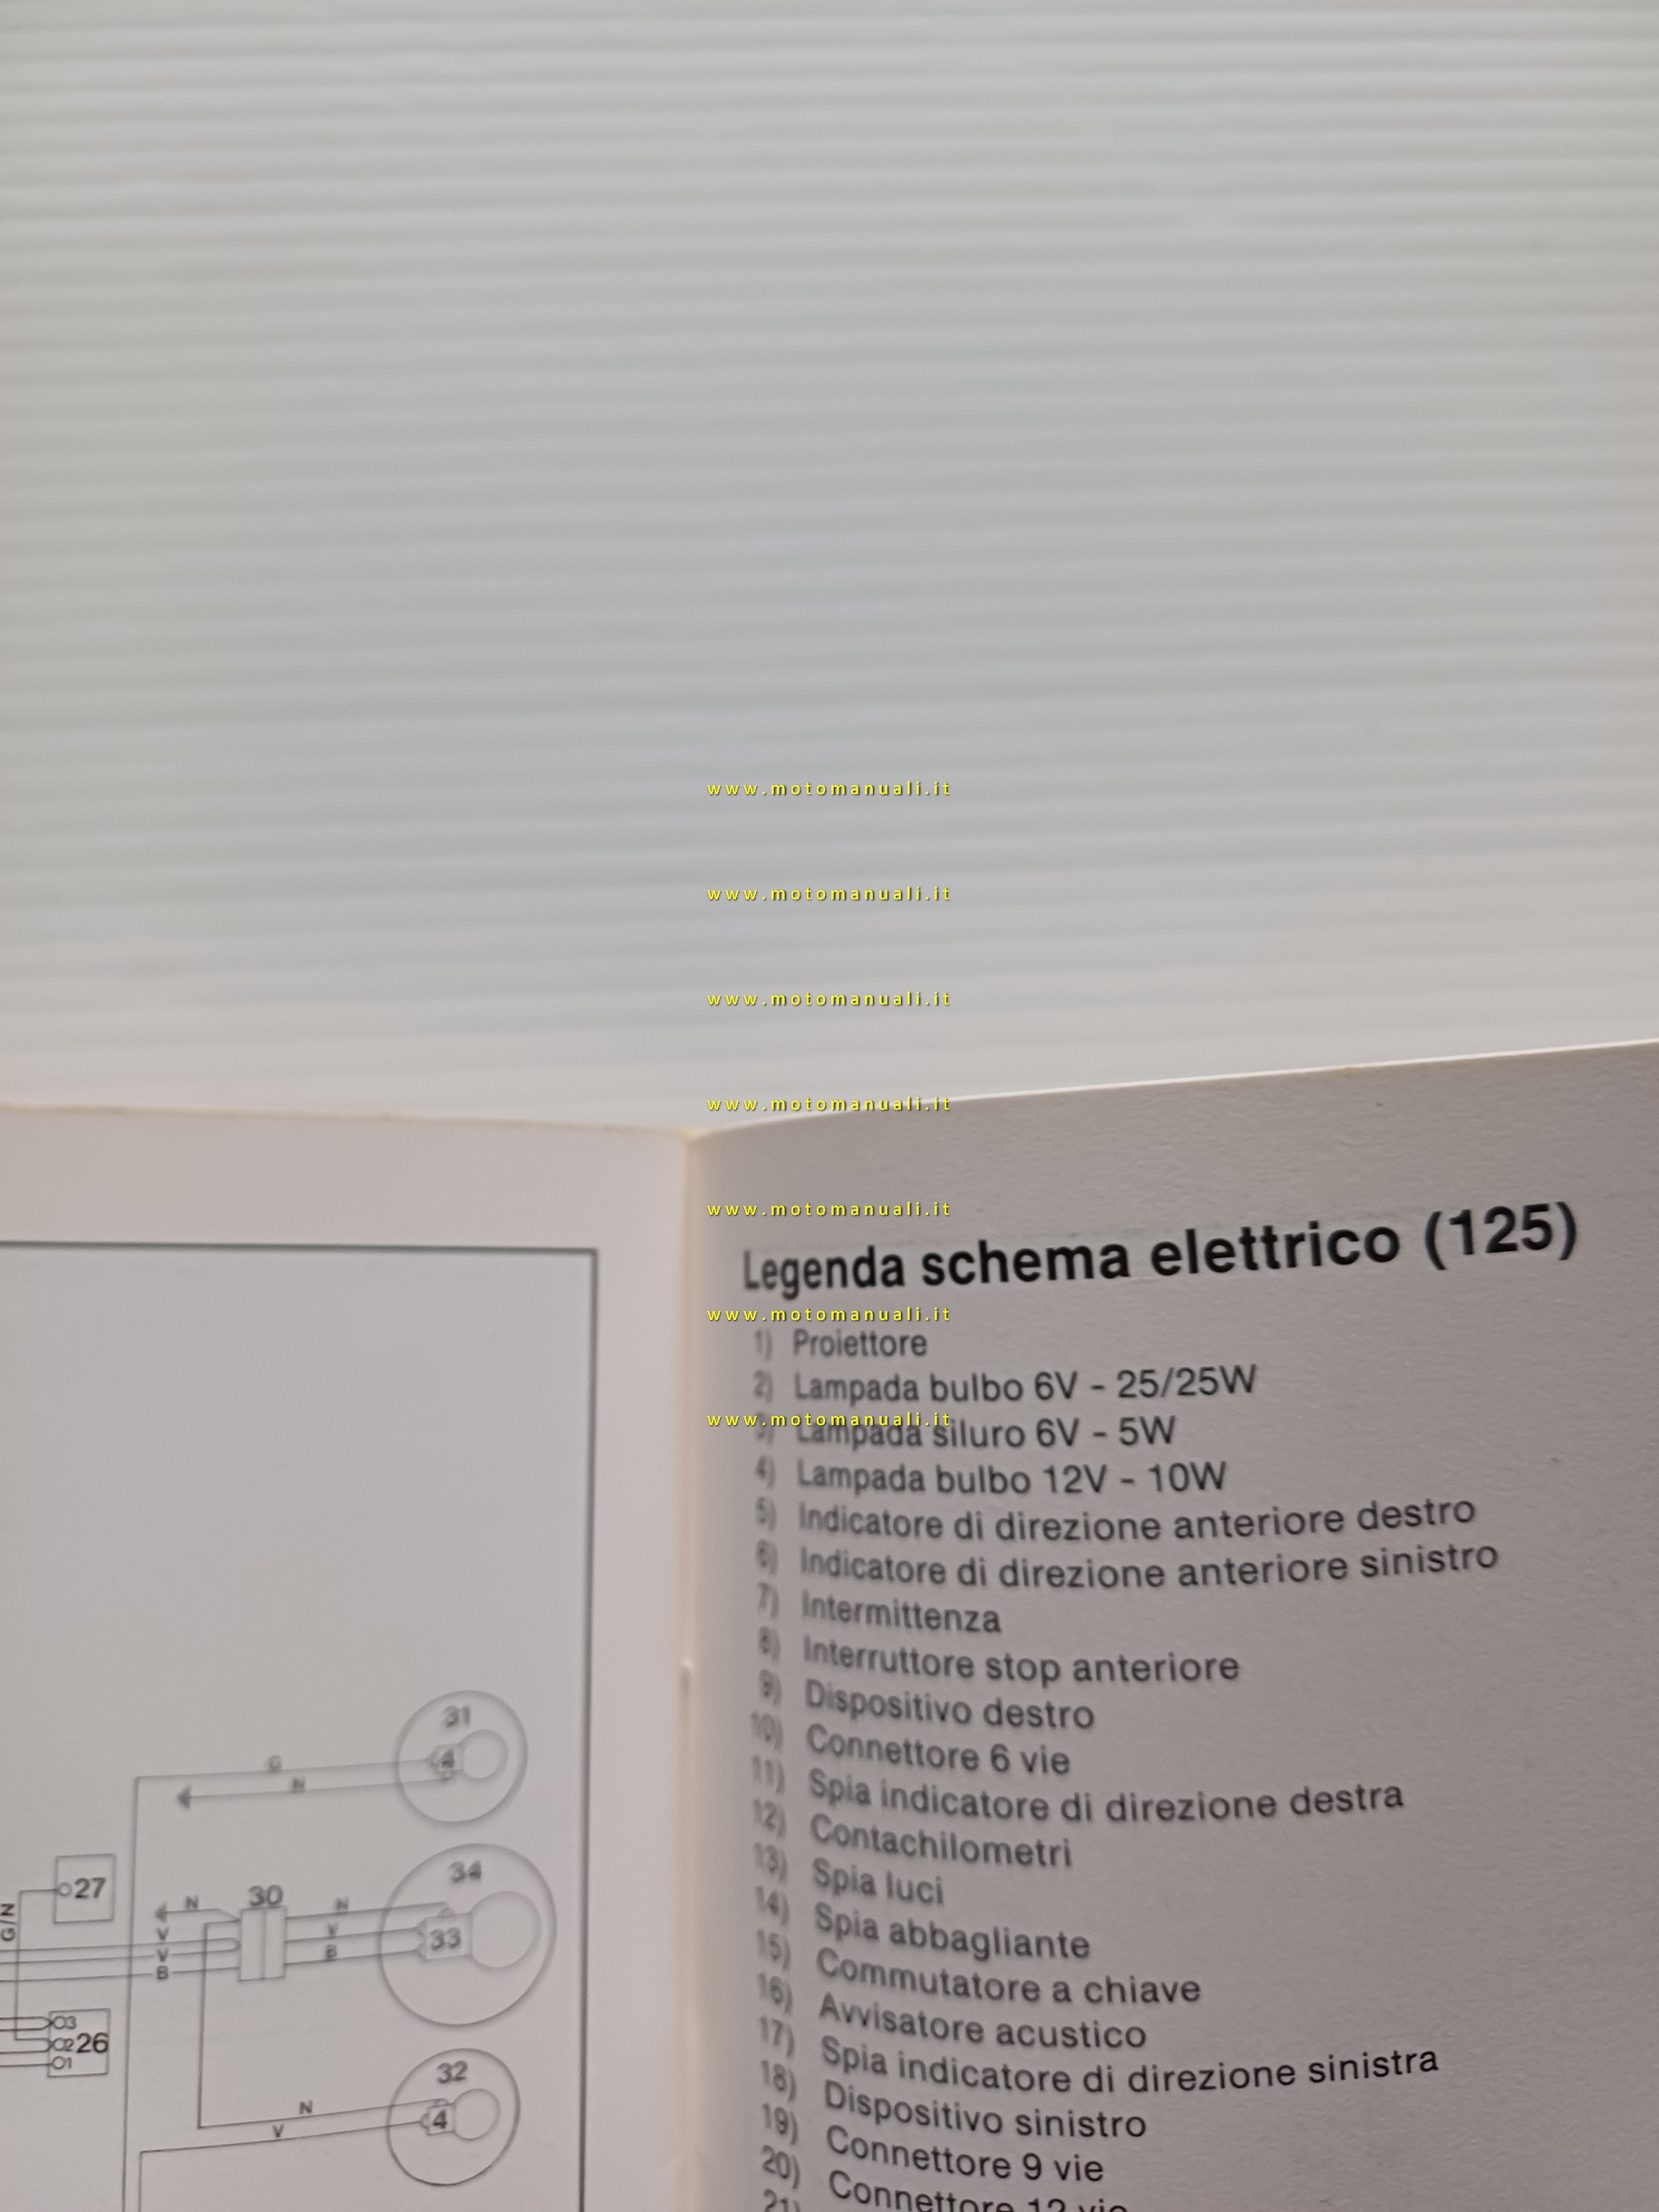 www.motomanuali.it
www.motomanuali.it
www.motomanuali.it
www.motomanuali.it
www.motomanuali.it
www.motomanuali.it
www.motomanuali.it
Legenda schema elettrico (125)
1) Proiettore
2) Lampada bulbo 6V - 25/25W
3) Lampada siluro 6V - 5W
4) Lampada bulbo 12V - 10W
5) Indicatore di direzione anteriore destro
6) Indicatore di direzione anteriore sinistro
7) Intermittenza
8) Interruttore stop anteriore
9) Dispositivo destro
10) Connettore 6 vie
11) Spia indicatore di direzione destra
12) Contachilometri
13) Spia luci
14) Spia abbagliante
15) Commutatore a chiave
16) Avvisatore acustico
17) Spia indicatore di direzione sinistra
18) Dispositivo sinistro
19) Connettore 9 vie
20) Connettore 12 vie
21)
31
4
G
N
34
33
27
30
G/N
N
V
V
B
N
V
B
O3
O2
O1
26
32
4
N
V